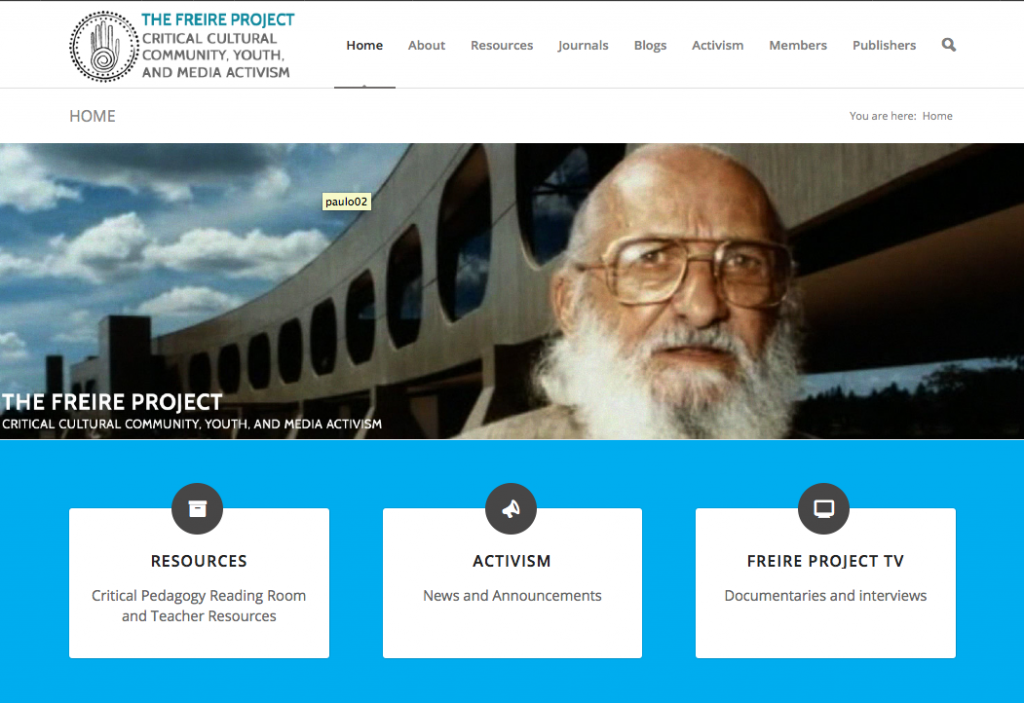 THE FREIRE PROJECT
CRITICAL CULTURAL
COMMUNITY, YOUTH,
AND MEDIA ACTIVISM
Home About Resources Journals Blogs Activism Members Publishers
HOME
You are here: Home
paulo02
THE FREIRE PROJECT
CRITICAL CULTURAL COMMUNITY, YOUTH, AND MEDIA ACTIVISM
RESOURCES
Critical Pedagogy Reading Room
and Teacher Resources
ACTIVISM
News and Announcements
FREIRE PROJECT TV
Documentaries and interviews